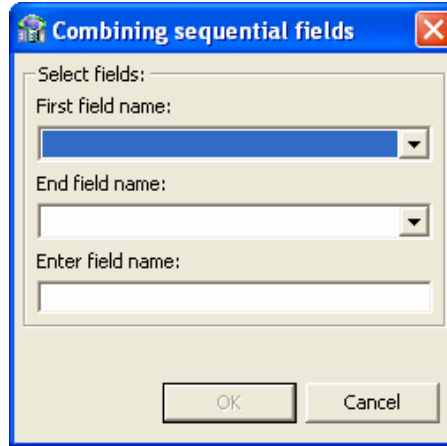 Combining sequential fields
Select fields:
First field name:
End field name:
Enter field name:
OK
Cancel